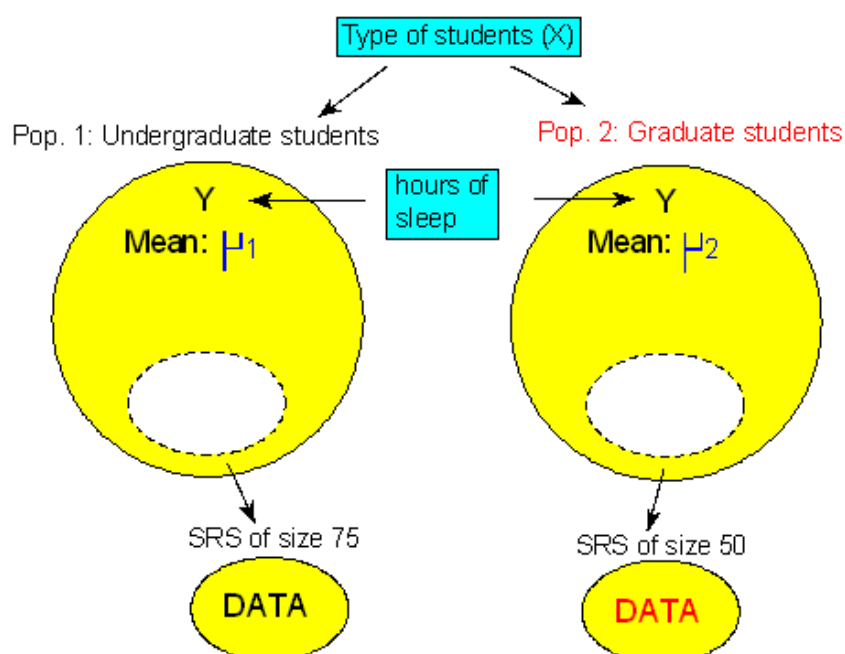 Type of students (X)
Pop. 1: Undergraduate students
Pop. 2: Graduate students
hours of
sleep
Y
Mean: μ1
Y
Mean: μ2
SRS of size 75
SRS of size 50
DATA
DATA